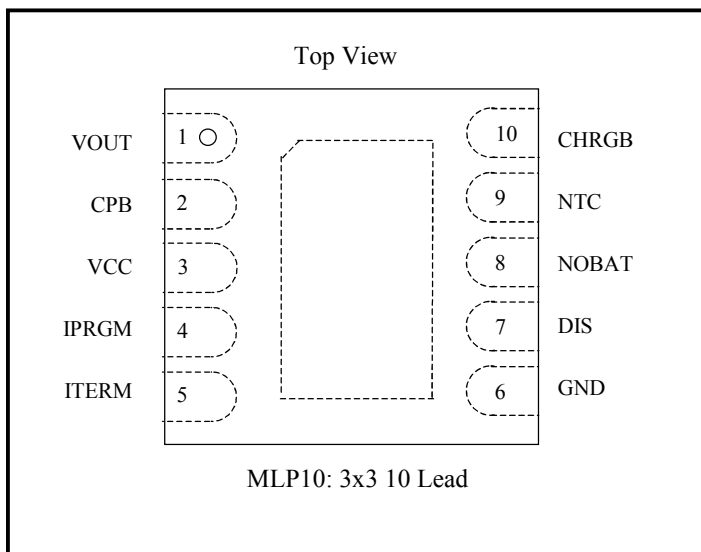 Top View
VOUT 1 10 CHRGB
CPB 2 9 NTC
VCC 3 8 NOBAT
IPRGM 4 7 DIS
ITERM 5 6 GND
MLP10: 3x3 10 Lead